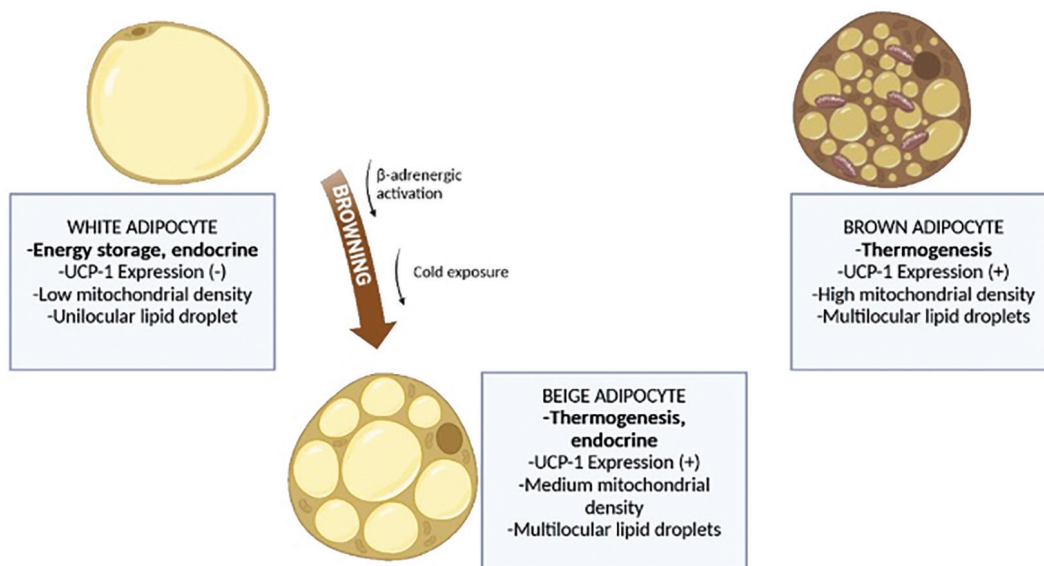 WHITE ADIPOCYTE
-Energy storage, endocrine
-UCP-1 Expression (-)
-Low mitochondrial density
-Unilocular lipid droplet
β-adrenergic
activation
BROWNING
Cold exposure
BROWN ADIPOCYTE
-Thermogenesis
-UCP-1 Expression (+)
-High mitochondrial density
-Multilocular lipid droplets
BEIGE ADIPOCYTE
-Thermogenesis,
endocrine
-UCP-1 Expression (+)
-Medium mitochondrial
density
-Multilocular lipid droplets